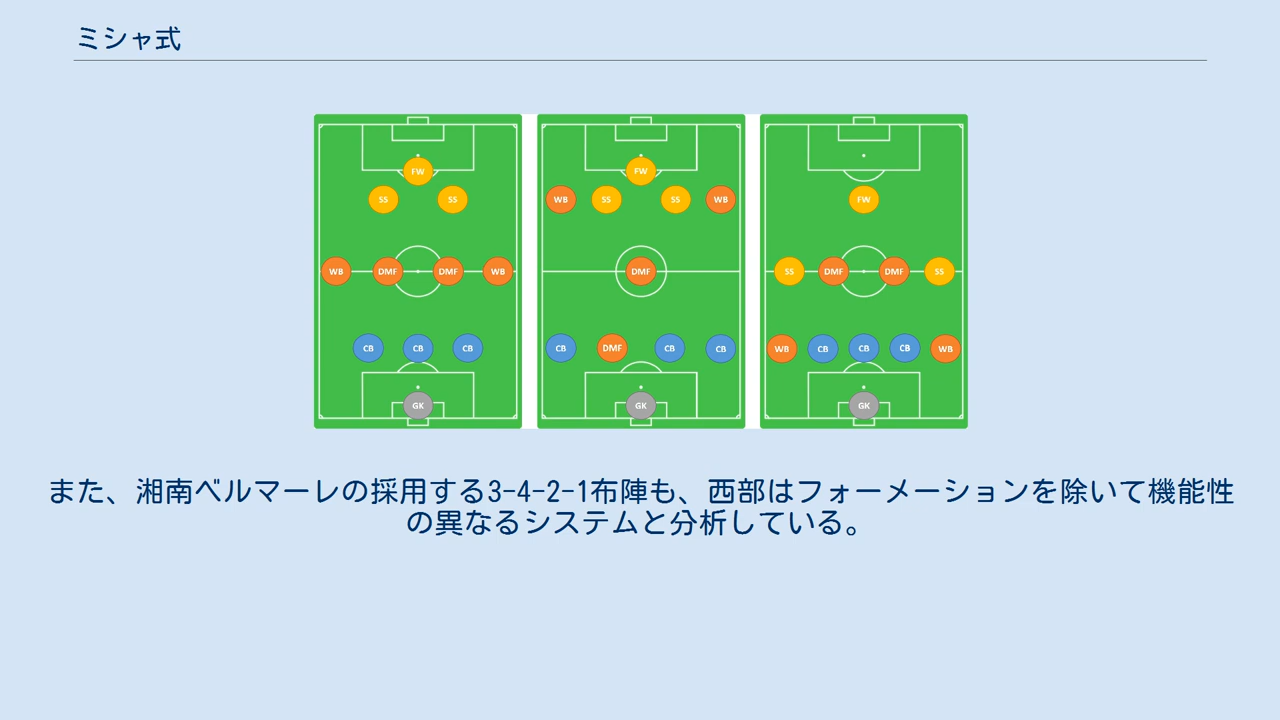 ミシャ式
FW
SS SS
WB DMF DMF WB
CB CB CB
GK
FW
WB SS SS WB
DMF
CB DMF CB CB
GK
FW
SS DMF DMF SS
WB CB CB CB WB
GK
また、湘南ベルマーレの採用する3-4-2-1布陣も、西部はフォーメーションを除いて機能性
の異なるシステムと分析している。